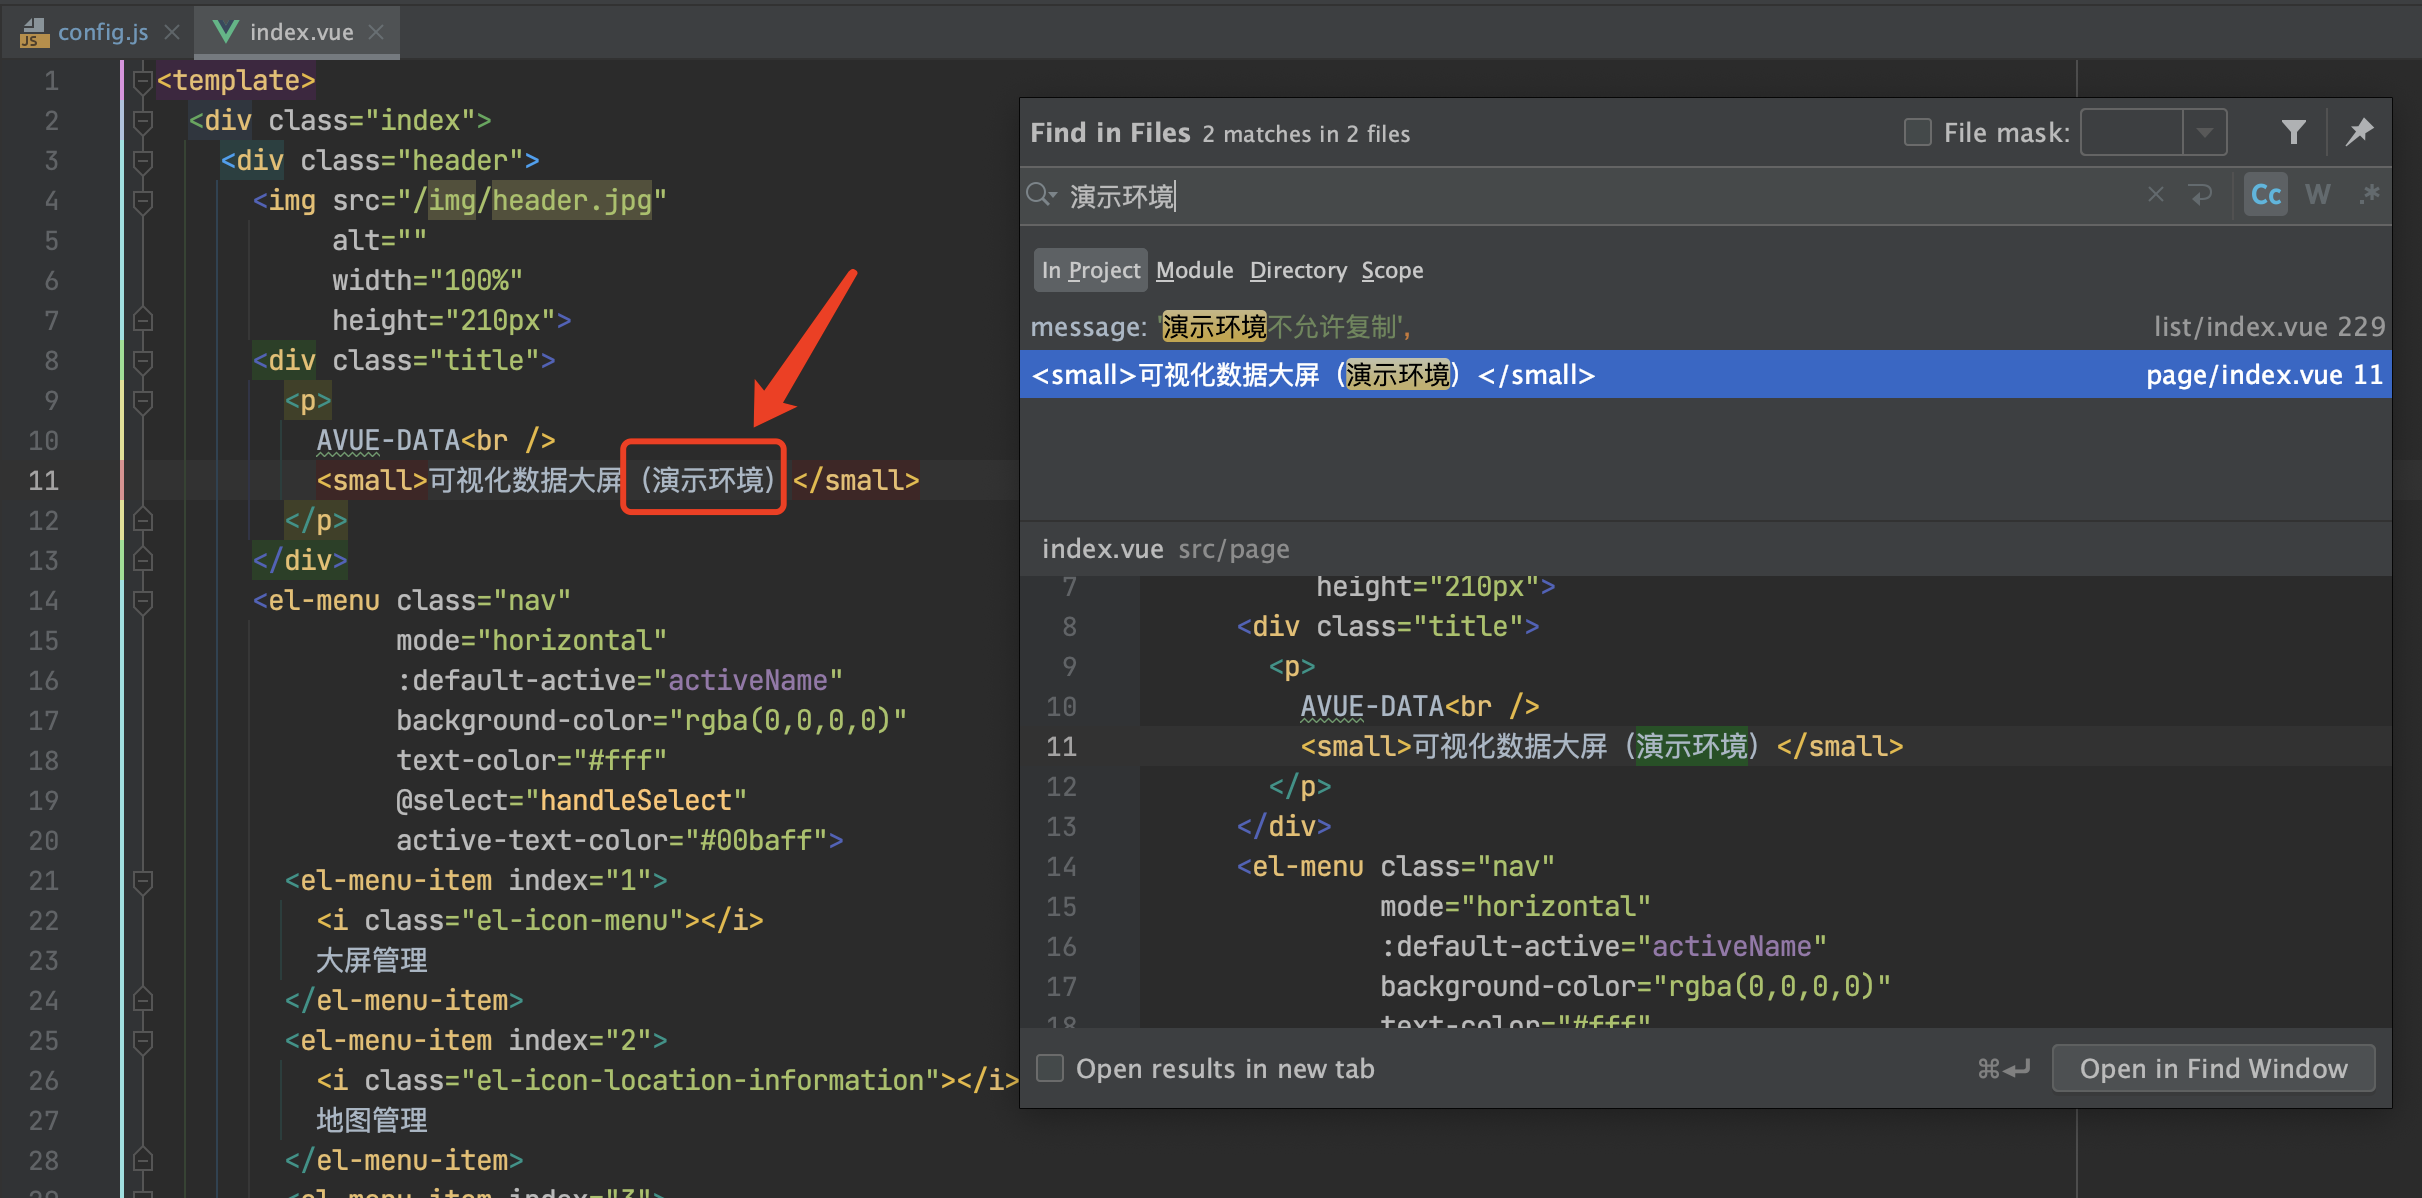 config.js
index.vue
1 <template>
2 <div class="index">
3 <div class="header">
4 <img src="/img/header.jpg"
5 alt=""
6 width="100%"
7 height="210px">
8 <div class="title">
9 <p>
10 AVUE-DATA<br />
11 <small>可视化数据大屏（演示环境）</small>
12 </p>
13 </div>
14 <el-menu class="nav"
15 mode="horizontal"
16 :default-active="activeName"
17 background-color="rgba(0,0,0,0)"
18 text-color="#fff"
19 @select="handleSelect"
20 active-text-color="#00baff">
21 <el-menu-item index="1">
22 <i class="el-icon-menu"></i>
23 大屏管理
24 </el-menu-item>
25 <el-menu-item index="2">
26 <i class="el-icon-location-information"></i>
27 地图管理
28 </el-menu-item>
29 <el-menu-item index="3">
Find in Files 2 matches in 2 files
File mask:
演示环境
Cc W .*
In Project Module Directory Scope
message: '演示环境不允许复制', list/index.vue 229
<small>可视化数据大屏（演示环境）</small> page/index.vue 11
index.vue src/page
7 height="210px">
8 <div class="title">
9 <p>
10 AVUE-DATA<br />
11 <small>可视化数据大屏（演示环境）</small>
12 </p>
13 </div>
14 <el-menu class="nav"
15 mode="horizontal"
16 :default-active="activeName"
17 background-color="rgba(0,0,0,0)"
18 text-color="#fff"
Open results in new tab
⌘↵ Open in Find Window